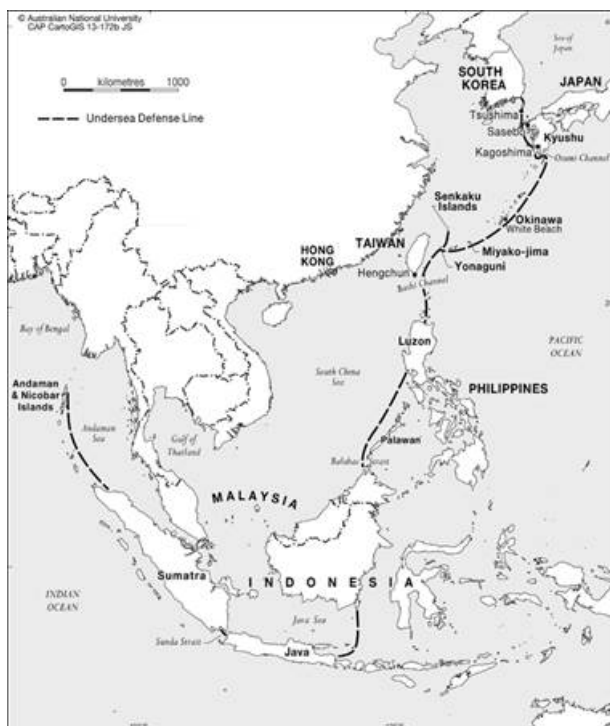 © Australian National University
CAP CartoGIS 13-172b JS
0 kilometres 1000
Undersea Defense Line
Sea of
Japan
SOUTH
KOREA
JAPAN
Tsushima
Sasebo
Kyushu
Kagoshima
Osumi Channel
Senkaku
Islands
Okinawa
White Beach
TAIWAN
HONG
KONG
Miyako-jima
Hengchun
Yonaguni
Bashi Channel
Bay of Bengal
Luzon
PACIFIC
OCEAN
South China
Sea
Andaman
& Nicobar
Islands
PHILIPPINES
Andaman
Sea
Gulf of
Thailand
Palawan
Balabac Strait
MALAYSIA
Sumatra
INDONESIA
INDIAN
OCEAN
Java Sea
Sunda Strait
Java